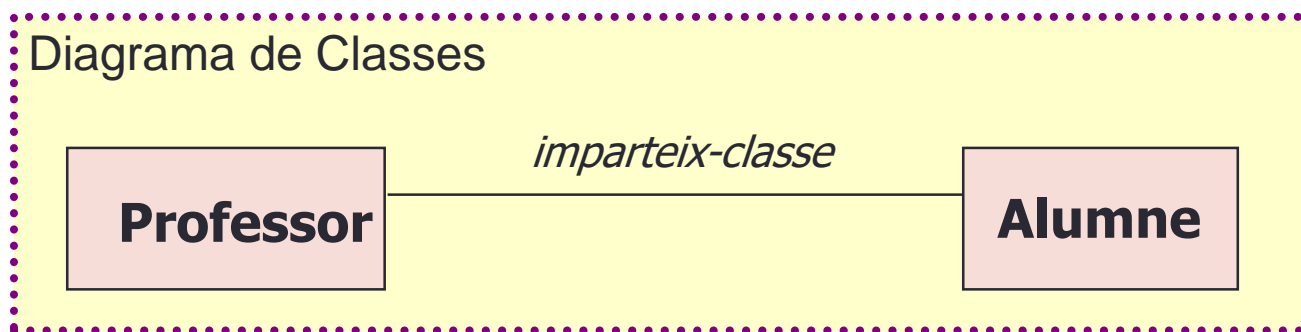 Diagrama de Classes
imparteix-classe
Professor
Alumne